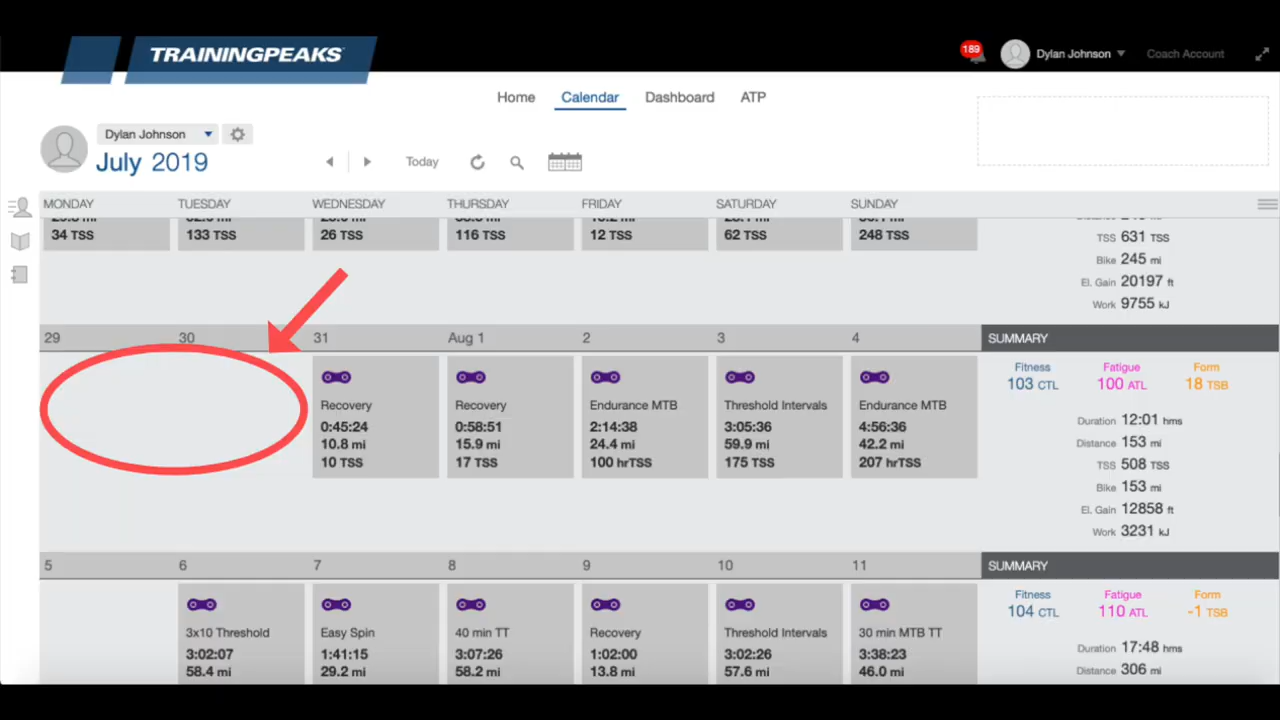 TRAININGPEAKS
189
Dylan Johnson
Coach Account
Home Calendar Dashboard ATP
Dylan Johnson
July 2019
Today
MONDAY TUESDAY WEDNESDAY THURSDAY FRIDAY SATURDAY SUNDAY
34 TSS 133 TSS 26 TSS 116 TSS 12 TSS 62 TSS 248 TSS
TSS 631 TSS
Bike 245 mi
El. Gain 20197 ft
Work 9755 kJ
29 30 31 Aug 1 2 3 4 SUMMARY
Recovery
0:45:24
10.8 mi
10 TSS
Recovery
0:58:51
15.9 mi
17 TSS
Endurance MTB
2:14:38
24.4 mi
100 hrTSS
Threshold Intervals
3:05:36
59.9 mi
175 TSS
Endurance MTB
4:56:36
42.2 mi
207 hrTSS
Fitness Fatigue Form
103 CTL 100 ATL 18 TSB
Duration 12:01 hms
Distance 153 mi
TSS 508 TSS
Bike 153 mi
El. Gain 12858 ft
Work 3231 kJ
5 6 7 8 9 10 11 SUMMARY
3x10 Threshold
3:02:07
58.4 mi
Easy Spin
1:41:15
29.2 mi
40 min TT
3:07:26
58.2 mi
Recovery
1:02:00
13.8 mi
Threshold Intervals
3:02:26
57.6 mi
30 min MTB TT
3:38:23
46.0 mi
Fitness Fatigue Form
104 CTL 110 ATL -1 TSB
Duration 17:48 hms
Distance 306 mi